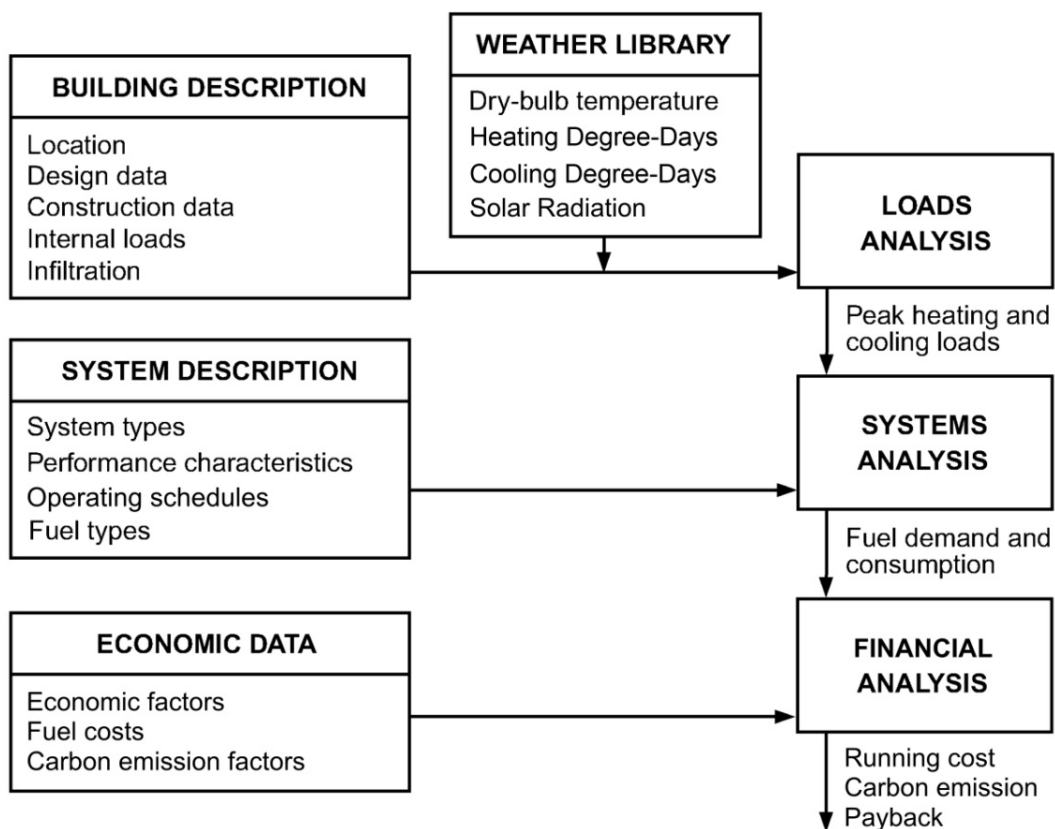 BUILDING DESCRIPTION
Location
Design data
Construction data
Internal loads
Infiltration
WEATHER LIBRARY
Dry-bulb temperature
Heating Degree-Days
Cooling Degree-Days
Solar Radiation
LOADS
ANALYSIS
Peak heating and
cooling loads
SYSTEM DESCRIPTION
System types
Performance characteristics
Operating schedules
Fuel types
SYSTEMS
ANALYSIS
Fuel demand and
consumption
ECONOMIC DATA
Economic factors
Fuel costs
Carbon emission factors
FINANCIAL
ANALYSIS
Running cost
Carbon emission
Payback